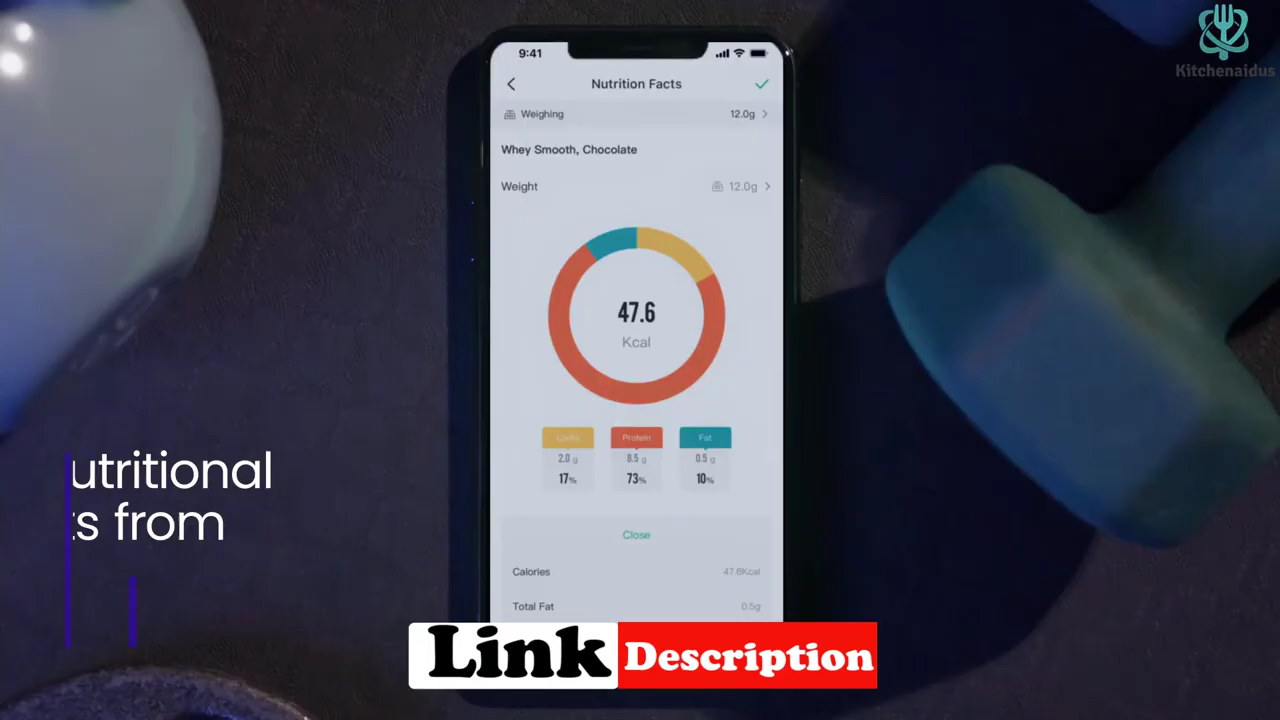 Kitchenaidus
9:41
Nutrition Facts
Weighing 12.0g
Whey Smooth, Chocolate
Weight 12.0g
47.6
Kcal
Carbs Protein Fat
2.0 g 8.5 g 0.5 g
17% 73% 10%
Close
Calories 47.6Kcal
Total Fat 0.5g
utritional
ts from
Link Description